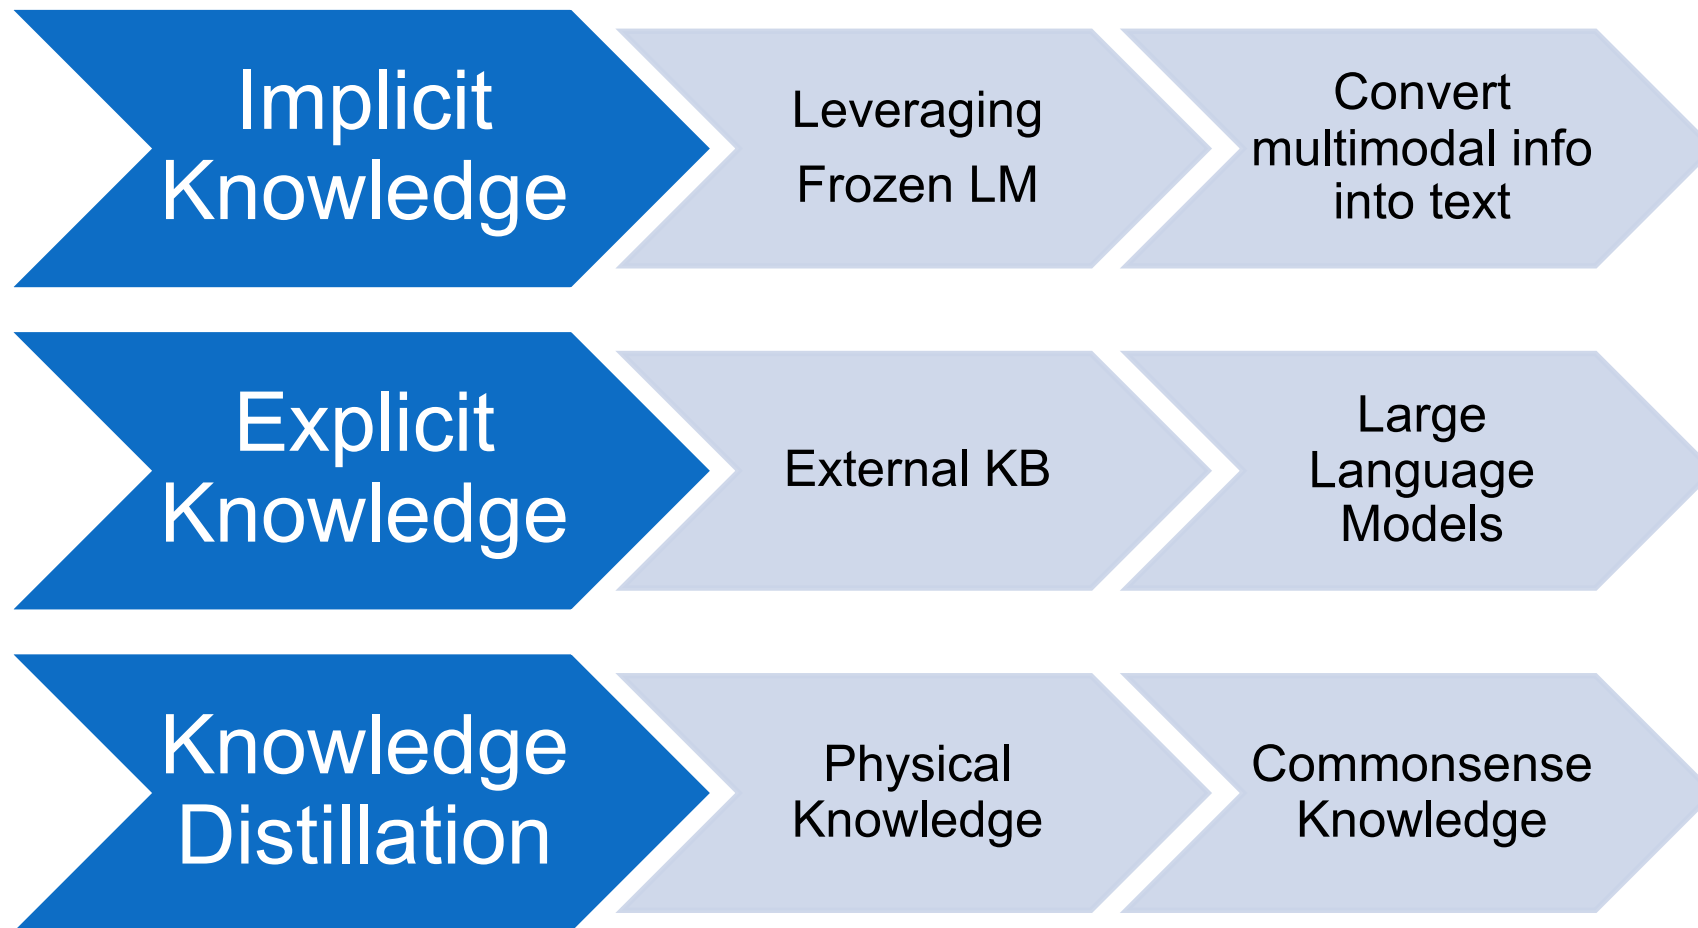 Implicit
Knowledge
Leveraging
Frozen LM
Convert
multimodal info
into text
Explicit
Knowledge
External KB
Large
Language
Models
Knowledge
Distillation
Physical
Knowledge
Commonsense
Knowledge